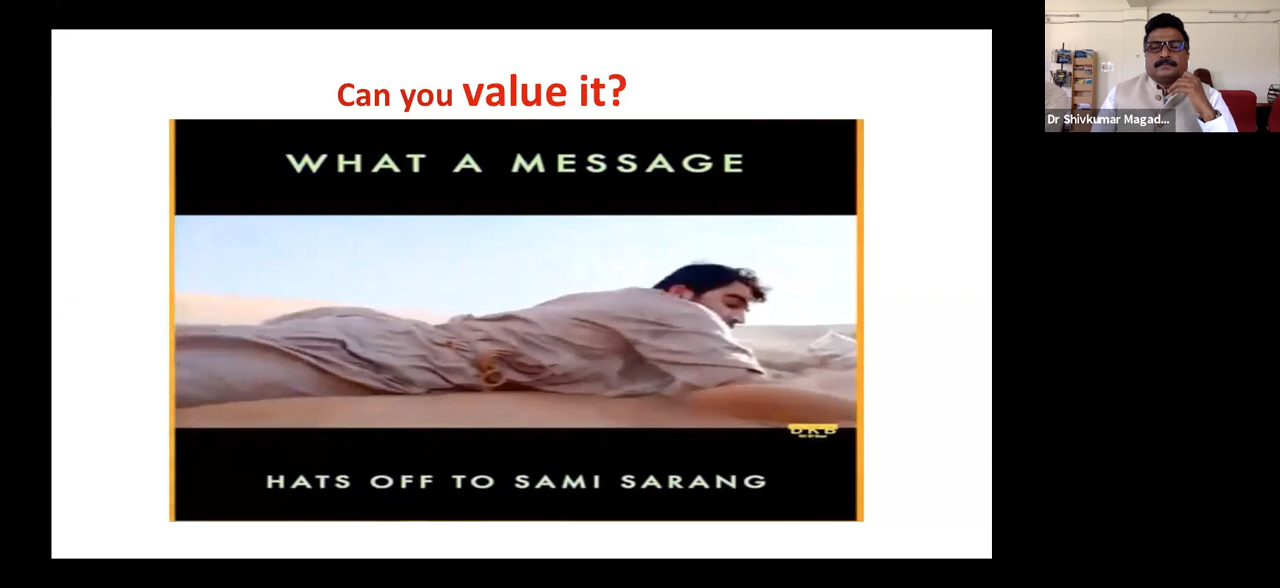 Can you value it?
Dr Shivkumar Magad...
WHAT A MESSAGE
HATS OFF TO SAMI SARANG